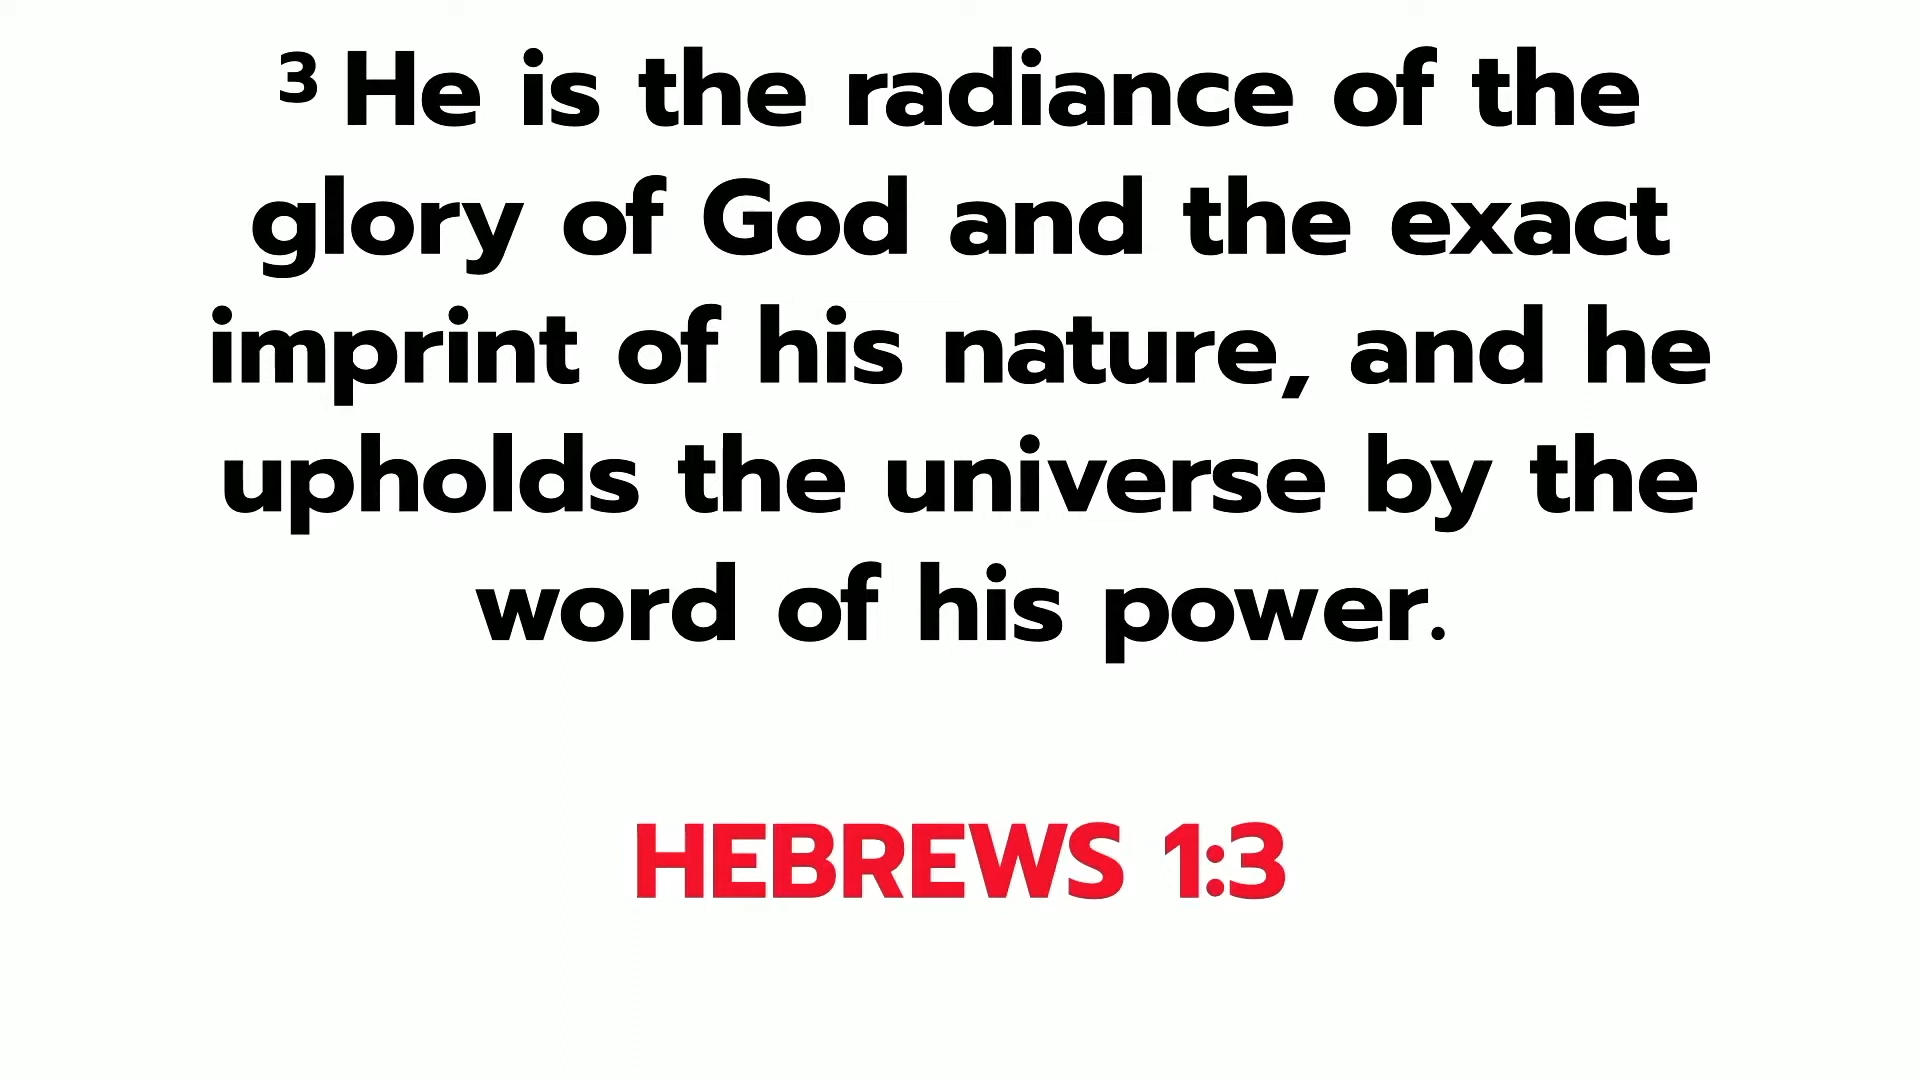 ³ He is the radiance of the
glory of God and the exact
imprint of his nature, and he
upholds the universe by the
word of his power.
HEBREWS 1:3